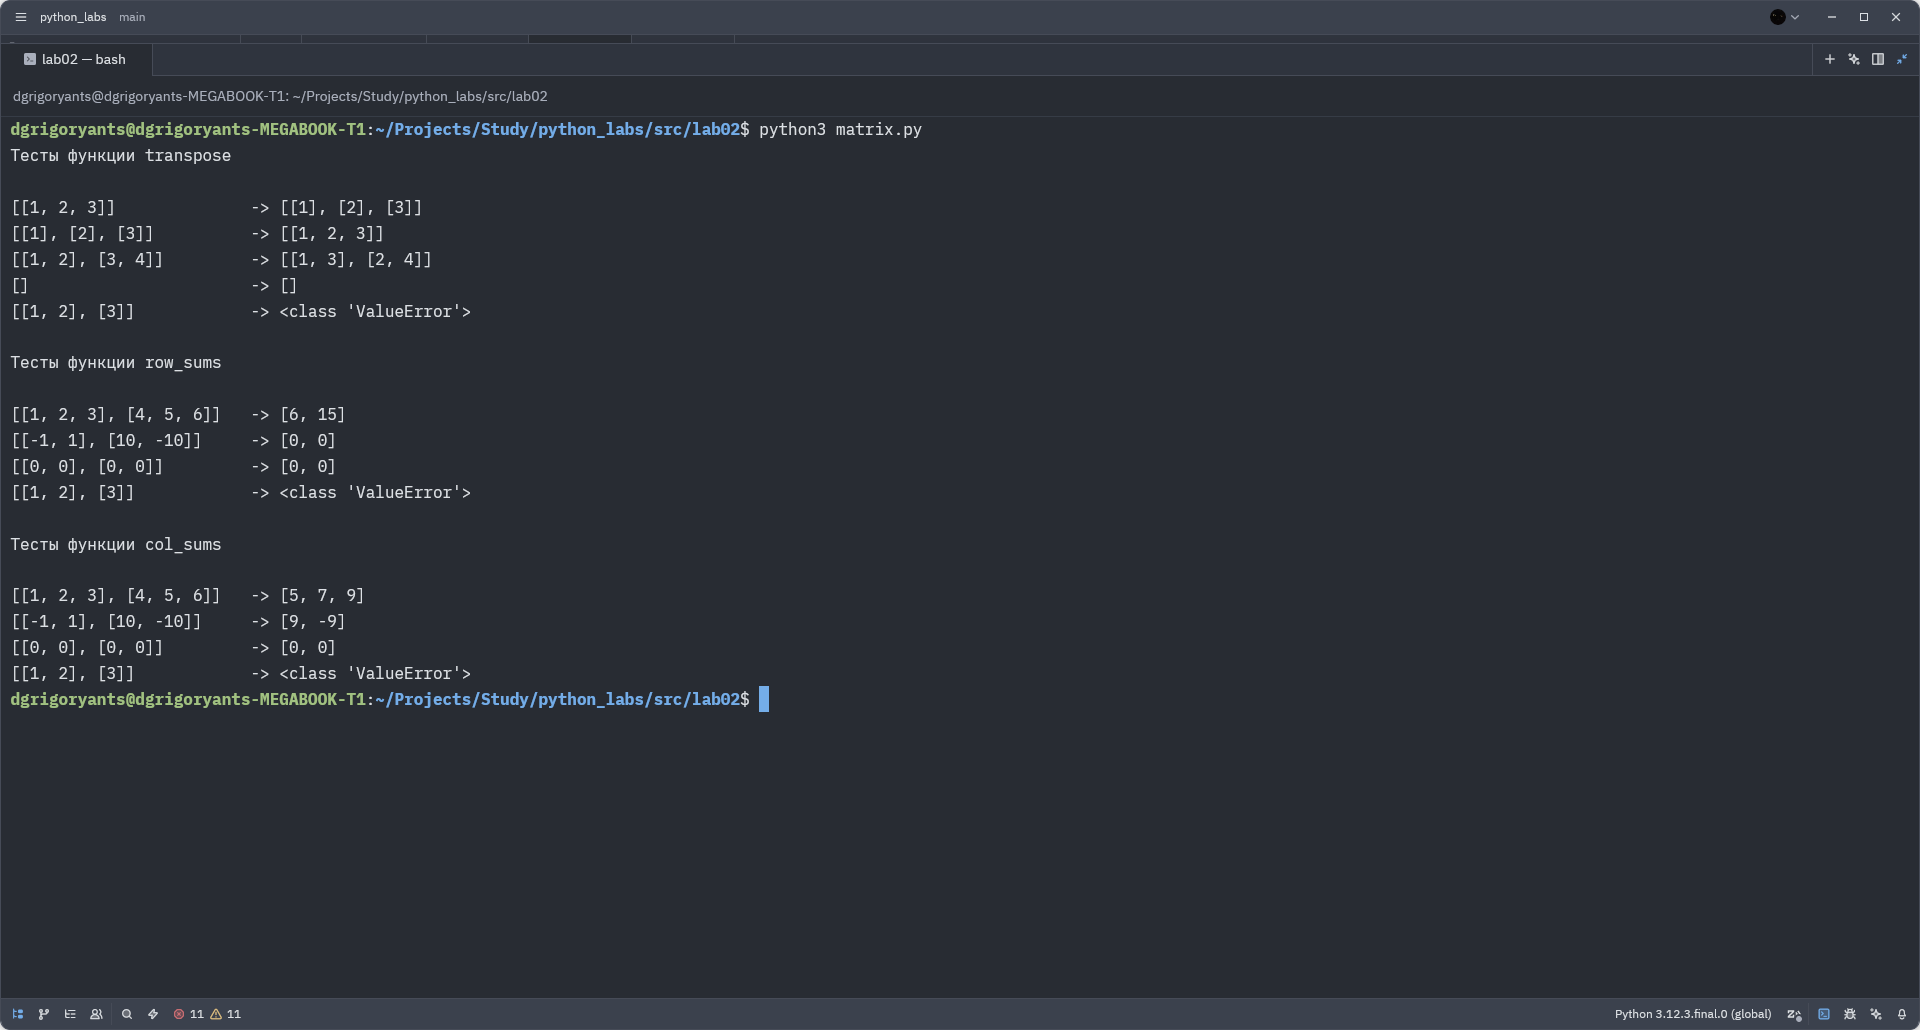 python_labs main
lab02 — bash
dgrigoryants@dgrigoryants-MEGABOOK-T1: ~/Projects/Study/python_labs/src/lab02
dgrigoryants@dgrigoryants-MEGABOOK-T1:~/Projects/Study/python_labs/src/lab02$ python3 matrix.py
Тесты функции transpose
[[1, 2, 3]] -> [[1], [2], [3]]
[[1], [2], [3]] -> [[1, 2, 3]]
[[1, 2], [3, 4]] -> [[1, 3], [2, 4]]
[] -> []
[[1, 2], [3]] -> <class 'ValueError'>
Тесты функции row_sums
[[1, 2, 3], [4, 5, 6]] -> [6, 15]
[[-1, 1], [10, -10]] -> [0, 0]
[[0, 0], [0, 0]] -> [0, 0]
[[1, 2], [3]] -> <class 'ValueError'>
Тесты функции col_sums
[[1, 2, 3], [4, 5, 6]] -> [5, 7, 9]
[[-1, 1], [10, -10]] -> [9, -9]
[[0, 0], [0, 0]] -> [0, 0]
[[1, 2], [3]] -> <class 'ValueError'>
dgrigoryants@dgrigoryants-MEGABOOK-T1:~/Projects/Study/python_labs/src/lab02$
11 11 Python 3.12.3.final.0 (global)